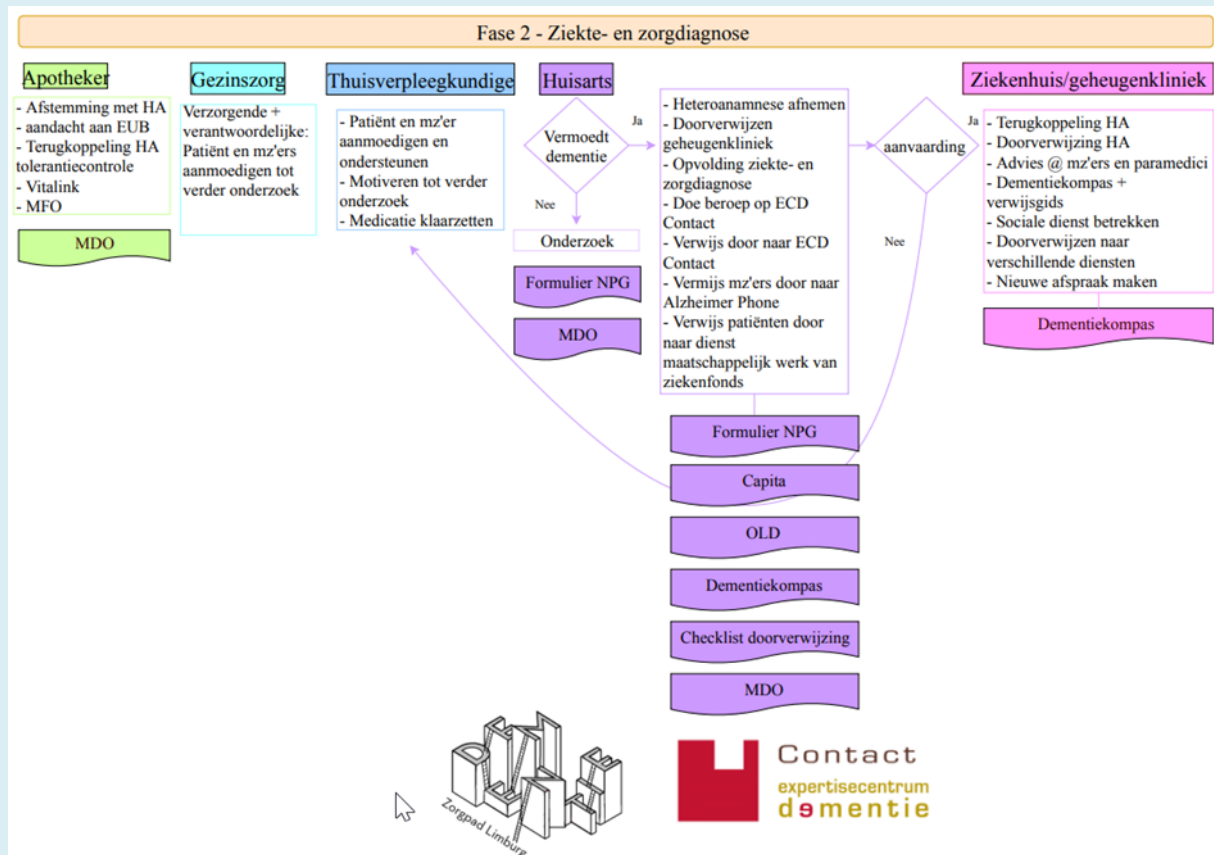 Fase 2 - Ziekte- en zorgdiagnose
Apotheker
- Afstemming met HA
- aandacht aan EUB
- Terugkoppeling HA
tolerantiecontrole
- Vitalink
- MFO
MDO
Gezinszorg
Verzorgende +
verantwoordelijke:
Patiënt en mz'ers
aanmoedigen tot
verder onderzoek
Thuisverpleegkundige
- Patiënt en mz'er
aanmoedigen en
ondersteunen
- Motiveren tot verder
onderzoek
- Medicatie klaarzetten
Huisarts
Vermoedt
dementie
Ja
Nee
Onderzoek
Formulier NPG
MDO
- Heteroanamnese afnemen
- Doorverwijzen
geheugenkliniek
- Opvolding ziekte- en
zorgdiagnose
- Doe beroep op ECD
Contact
- Verwijs door naar ECD
Contact
- Vermijs mz'ers door naar
Alzheimer Phone
- Verwijs patiënten door
naar dienst
maatschappelijk werk van
ziekenfonds
Formulier NPG
Capita
OLD
Dementiekompas
Checklist doorverwijzing
MDO
aanvaarding
Ja
Nee
Ziekenhuis/geheugenkliniek
- Terugkoppeling HA
- Doorverwijzing HA
- Advies @ mz'ers en paramedici
- Dementiekompas +
verwijsgids
- Sociale dienst betrekken
- Doorverwijzen naar
verschillende diensten
- Nieuwe afspraak maken
Dementiekompas
Zorgpad Limburg
Contact
expertisecentrum
dementie